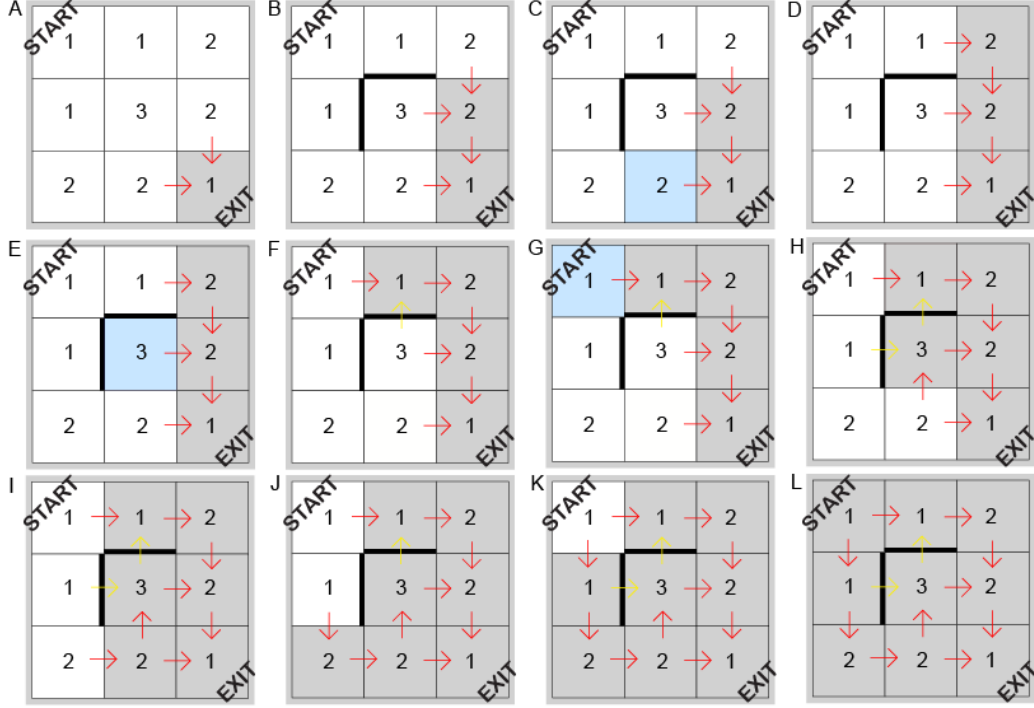 A B C D
START START START START
1 1 2 1 1 2 1 1 2 1 1 2
1 3 2 1 3 2 1 3 2 1 3 2
2 2 1 2 2 1 2 2 1 2 2 1
EXIT EXIT EXIT EXIT
E F G H
START START START START
1 1 2 1 1 2 1 1 2 1 1 2
1 3 2 1 3 2 1 3 2 1 3 2
2 2 1 2 2 1 2 2 1 2 2 1
EXIT EXIT EXIT EXIT
I J K L
START START START START
1 1 2 1 1 2 1 1 2 1 1 2
1 3 2 1 3 2 1 3 2 1 3 2
2 2 1 2 2 1 2 2 1 2 2 1
EXIT EXIT EXIT EXIT